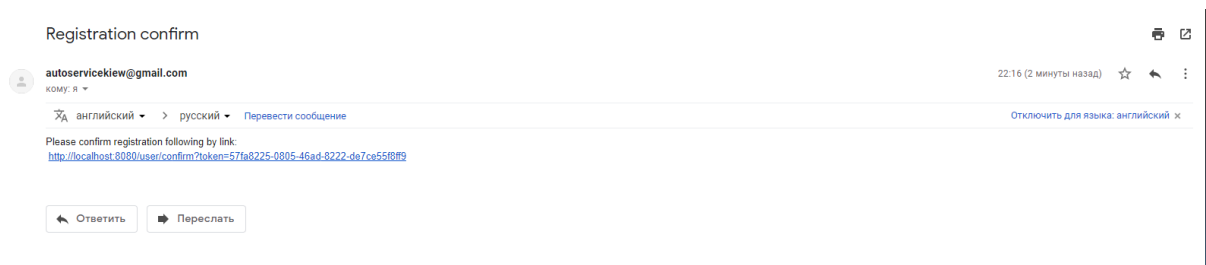 Registration confirm
autoservicekiew@gmail.com
22:16 (2 минуты назад)
кому: я
английский > русский Перевести сообщение
Отключить для языка: английский ×
Please confirm registration following by link:
http://localhost:8080/user/confirm?token=57fa8225-0805-46ad-8222-de7ce55f8ff9
Ответить Переслать